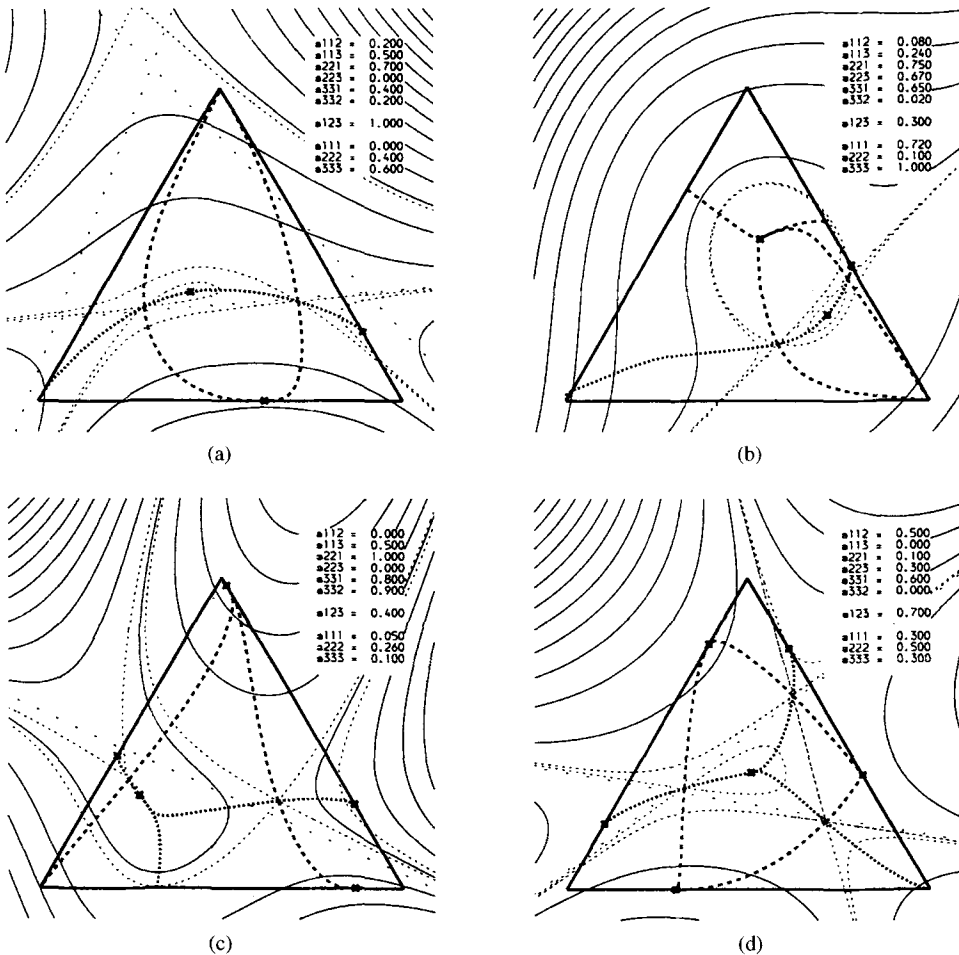 a112 = 0.200
a113 = 0.500
a221 = 0.700
a223 = 0.000
a331 = 0.400
a332 = 0.200
a123 = 1.000
a111 = 0.000
a222 = 0.400
a333 = 0.600
(a)
a112 = 0.080
a113 = 0.240
a221 = 0.750
a223 = 0.670
a331 = 0.650
a332 = 0.020
a123 = 0.300
a111 = 0.720
a222 = 0.100
a333 = 1.000
(b)
a112 = 0.000
a113 = 0.500
a221 = 1.000
a223 = 0.000
a331 = 0.800
a332 = 0.900
a123 = 0.400
a111 = 0.050
a222 = 0.260
a333 = 0.100
(c)
a112 = 0.500
a113 = 0.000
a221 = 0.100
a223 = 0.300
a331 = 0.600
a332 = 0.000
a123 = 0.700
a111 = 0.300
a222 = 0.500
a333 = 0.300
(d)